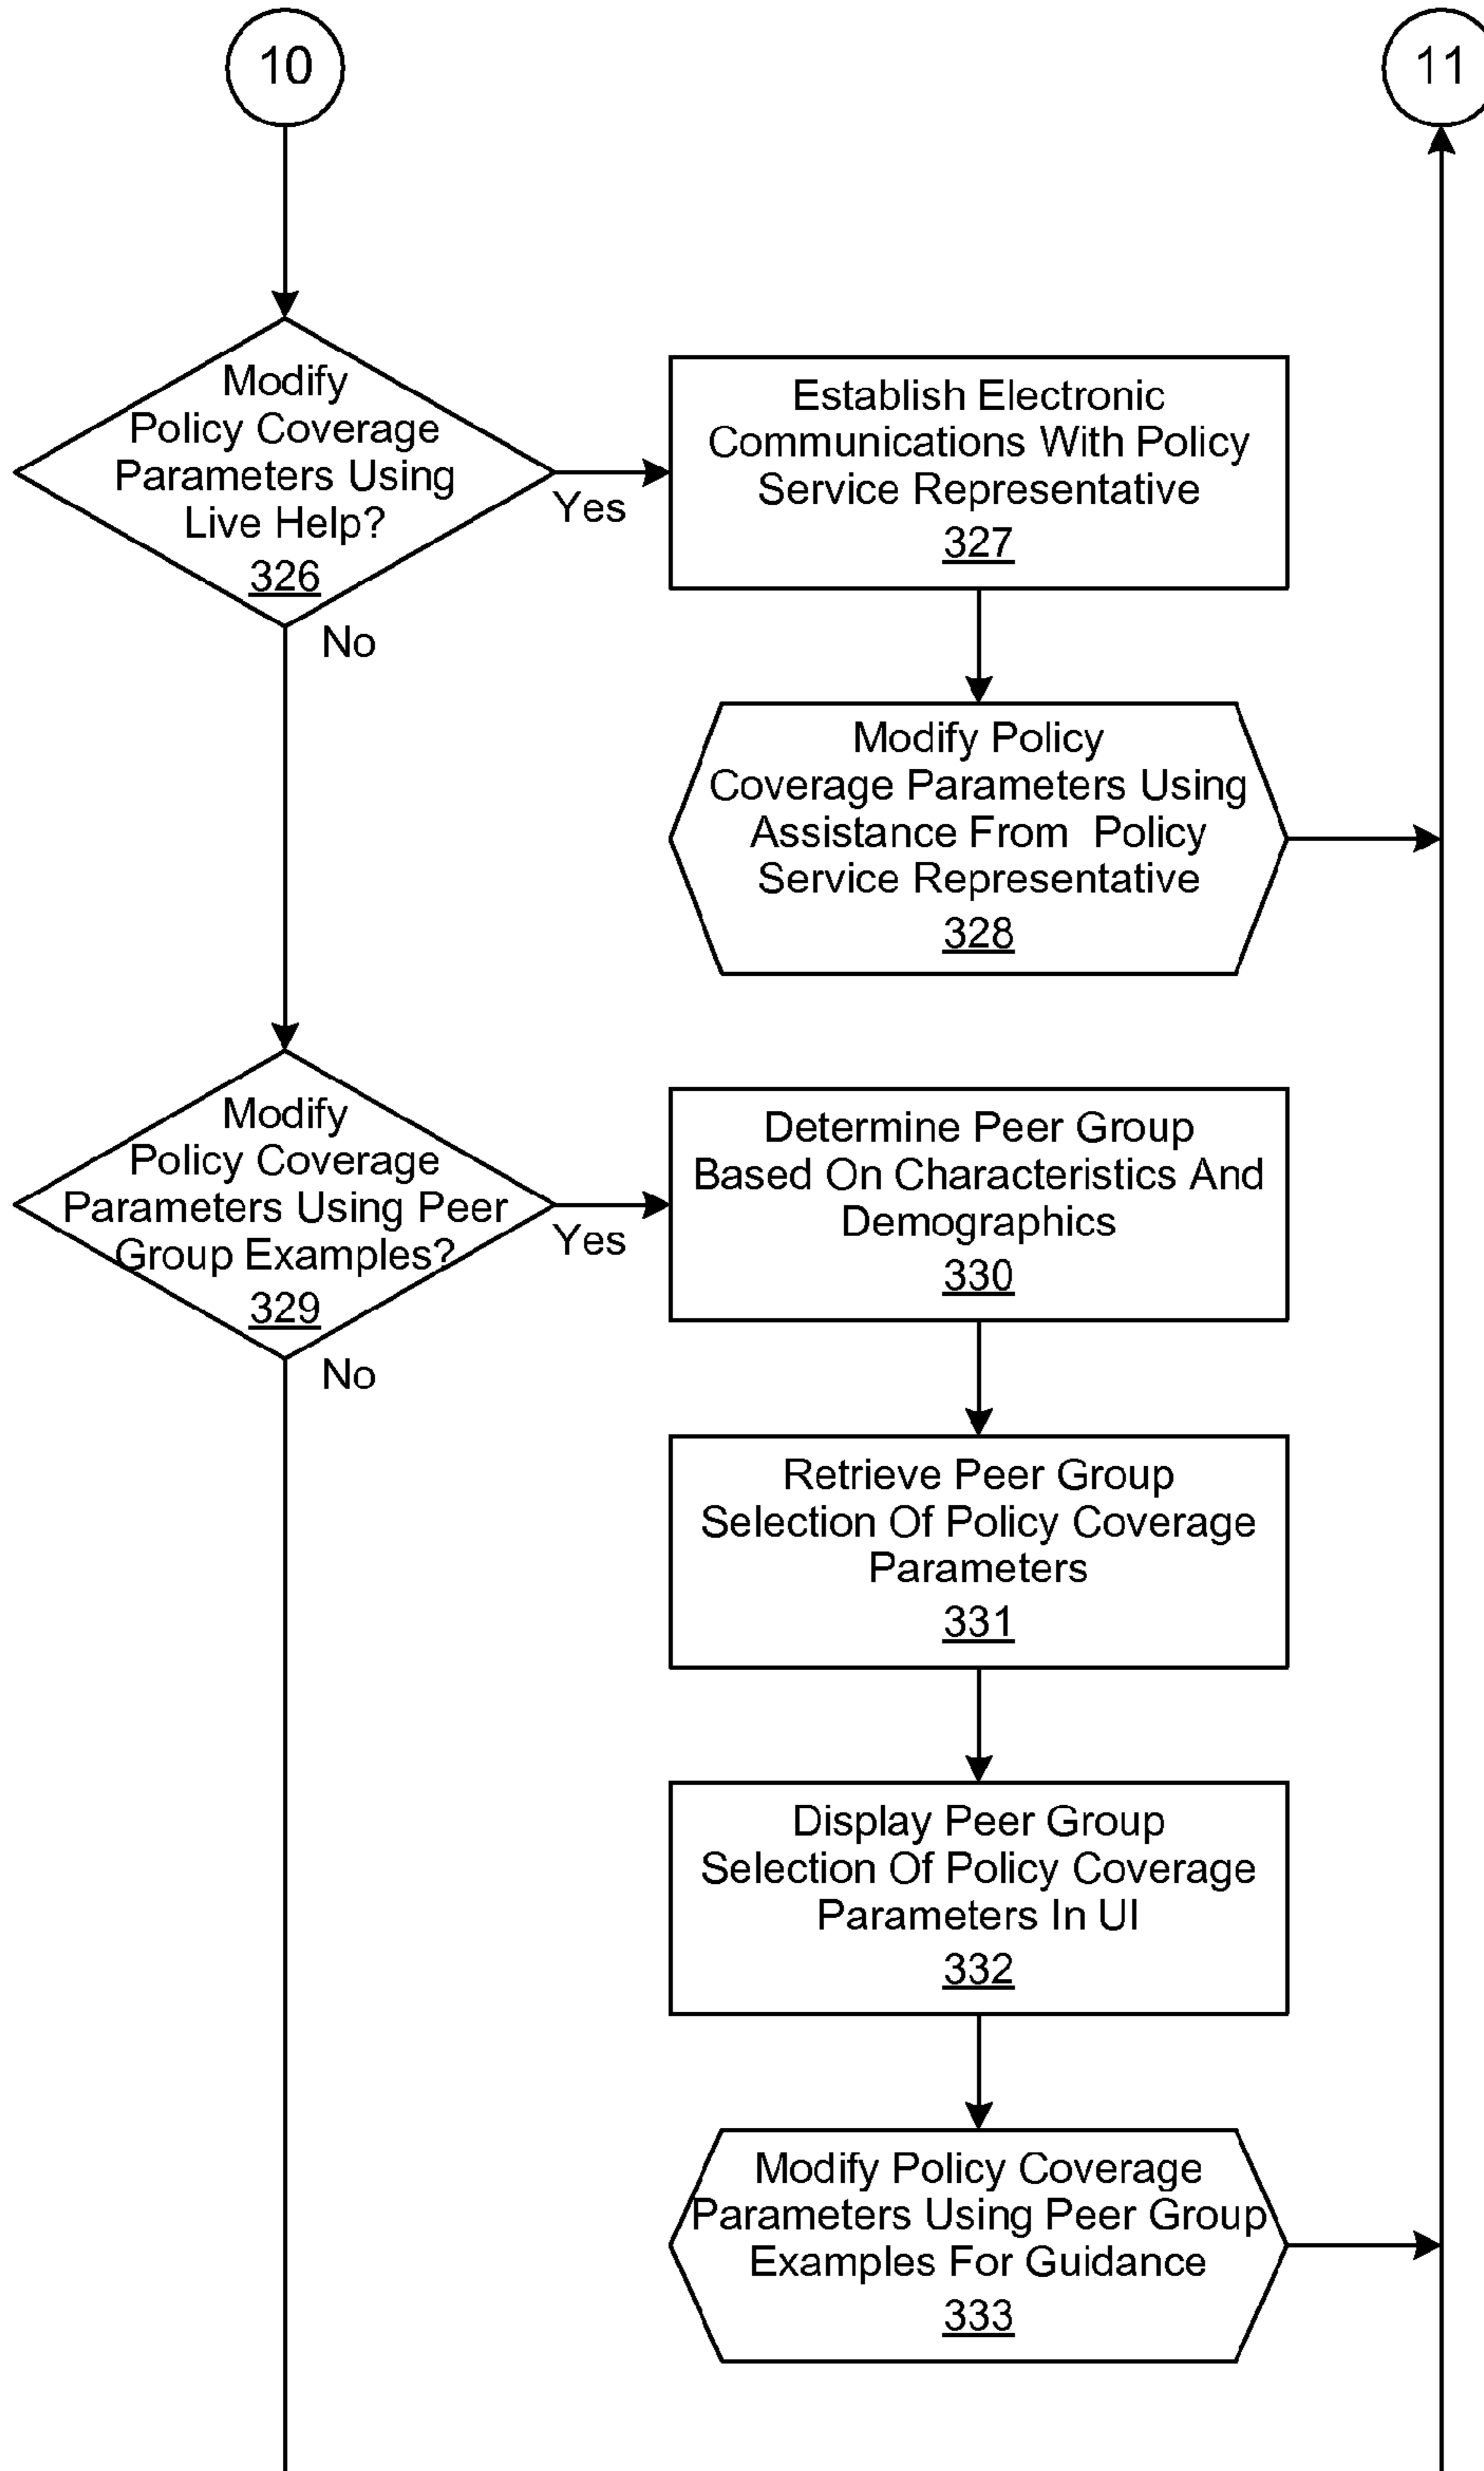 10
11
Modify
Policy Coverage
Parameters Using
Live Help?
326
Yes
No
Establish Electronic
Communications With Policy
Service Representative
327
Modify Policy
Coverage Parameters Using
Assistance From Policy
Service Representative
328
Modify
Policy Coverage
Parameters Using Peer
Group Examples?
329
Yes
No
Determine Peer Group
Based On Characteristics And
Demographics
330
Retrieve Peer Group
Selection Of Policy Coverage
Parameters
331
Display Peer Group
Selection Of Policy Coverage
Parameters In UI
332
Modify Policy Coverage
Parameters Using Peer Group
Examples For Guidance
333